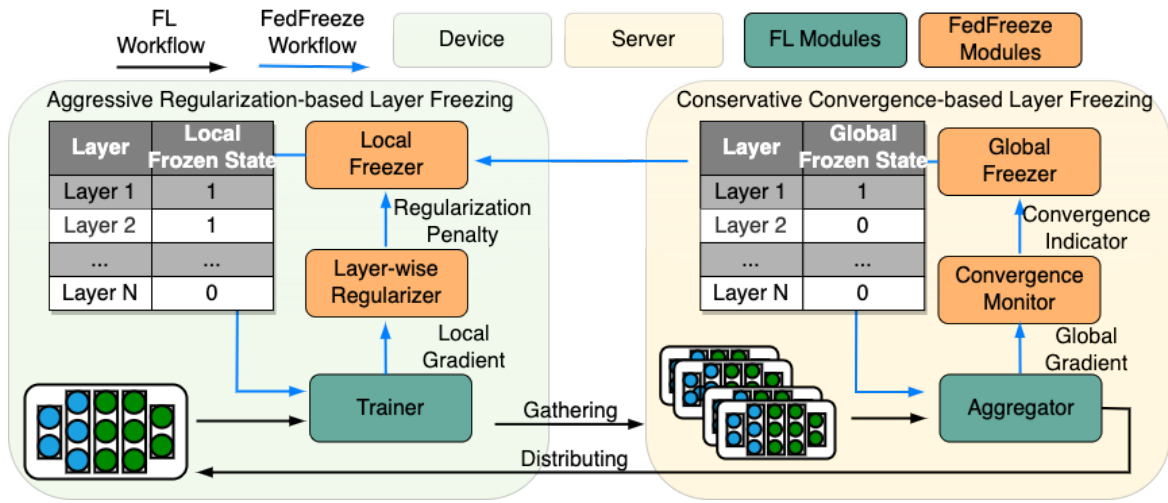 FL
Workflow
FedFreeze
Workflow
Device
Server
FL Modules
FedFreeze
Modules
Aggressive Regularization-based Layer Freezing
Layer
Local
Frozen State
Layer 1
1
Layer 2
1
...
...
Layer N
0
Local
Freezer
Regularization
Penalty
Layer-wise
Regularizer
Local
Gradient
Trainer
Gathering
Distributing
Conservative Convergence-based Layer Freezing
Layer
Global
Frozen State
Layer 1
1
Layer 2
0
...
...
Layer N
0
Global
Freezer
Convergence
Indicator
Convergence
Monitor
Global
Gradient
Aggregator